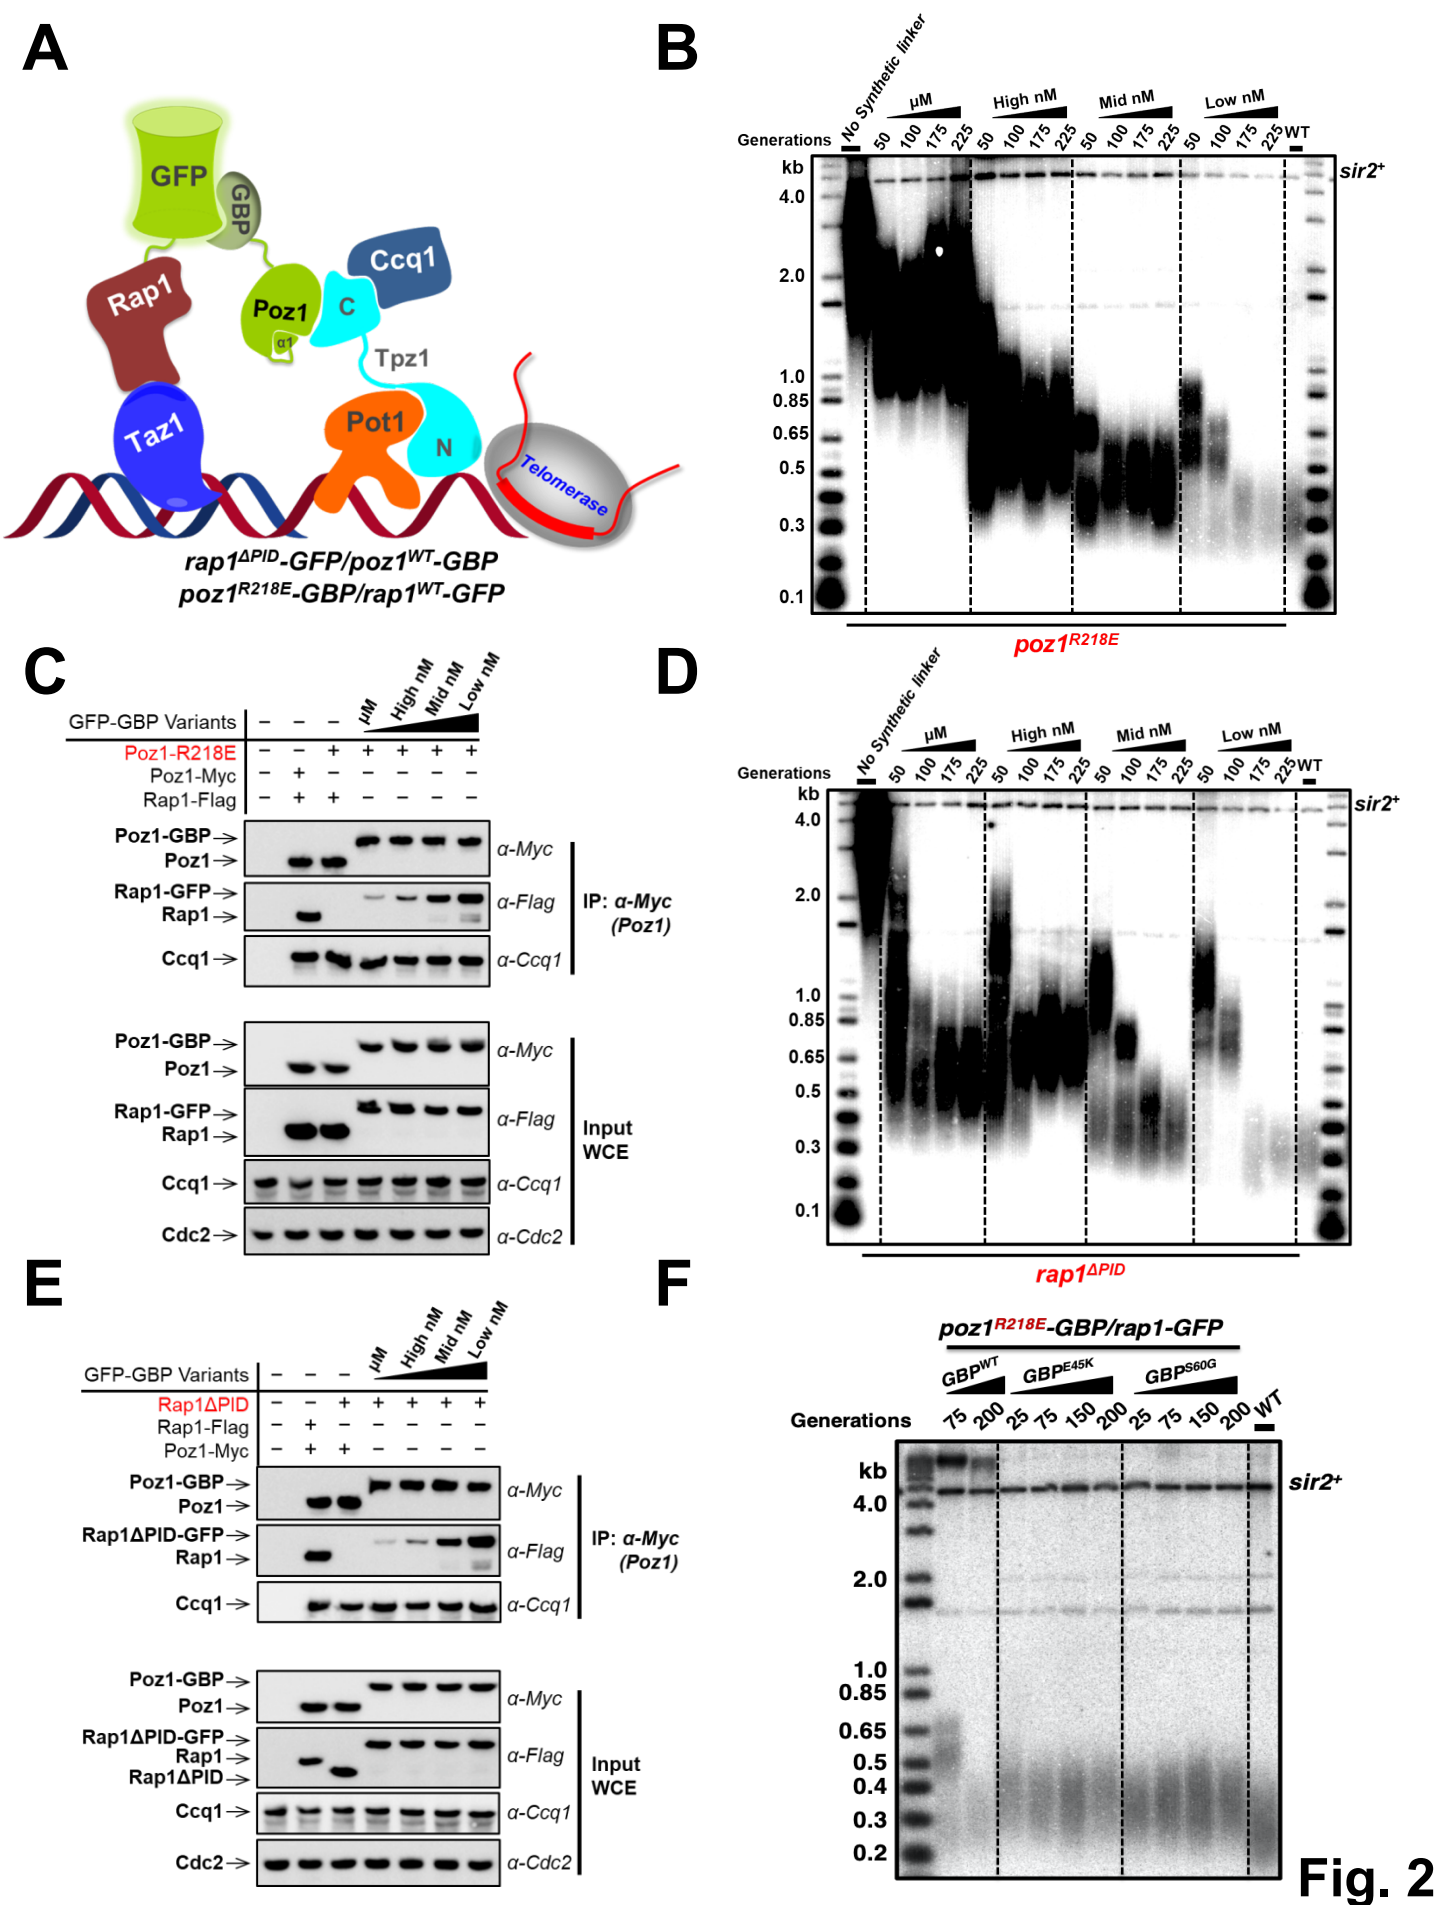 A
GFP
GBP
Rap1
Poz1
α1
C
Ccq1
Tpz1
Taz1
Pot1
N
Telomerase
rap1ΔPID-GFP/poz1WT-GBP
poz1R218E-GBP/rap1WT-GFP
B
No Synthetic linker
µM High nM Mid nM Low nM
Generations 50 100 175 225 50 100 175 225 50 100 175 225 50 100 175 225 WT
kb
sir2+
4.0
2.0
1.0
0.85
0.65
0.5
0.3
0.1
poz1R218E
C
µM High nM Mid nM Low nM
GFP-GBP Variants – – –
Poz1-R218E – – + + + + +
Poz1-Myc – + – – – – –
Rap1-Flag – + + – – – –
Poz1-GBP
Poz1
α-Myc
Rap1-GFP
Rap1
α-Flag
Ccq1
α-Ccq1
IP: α-Myc
(Poz1)
Poz1-GBP
Poz1
α-Myc
Rap1-GFP
Rap1
α-Flag
Ccq1
α-Ccq1
Cdc2
α-Cdc2
Input
WCE
D
No Synthetic linker
µM High nM Mid nM Low nM
Generations 50 100 175 225 50 100 175 225 50 100 175 225 50 100 175 225 WT
kb
sir2+
4.0
2.0
1.0
0.85
0.65
0.5
0.3
0.1
rap1ΔPID
E
µM High nM Mid nM Low nM
GFP-GBP Variants – – –
Rap1ΔPID – – + + + + +
Rap1-Flag – + – – – – –
Poz1-Myc – + + – – – –
Poz1-GBP
Poz1
α-Myc
Rap1ΔPID-GFP
Rap1
α-Flag
Ccq1
α-Ccq1
IP: α-Myc
(Poz1)
Poz1-GBP
Poz1
α-Myc
Rap1ΔPID-GFP
Rap1
Rap1ΔPID
α-Flag
Ccq1
α-Ccq1
Cdc2
α-Cdc2
Input
WCE
F
poz1R218E-GBP/rap1-GFP
GBPWT GBPE45K GBPS60G
Generations 75 200 25 75 150 200 25 75 150 200 WT
kb
sir2+
4.0
2.0
1.0
0.85
0.65
0.5
0.4
0.3
0.2
Fig. 2